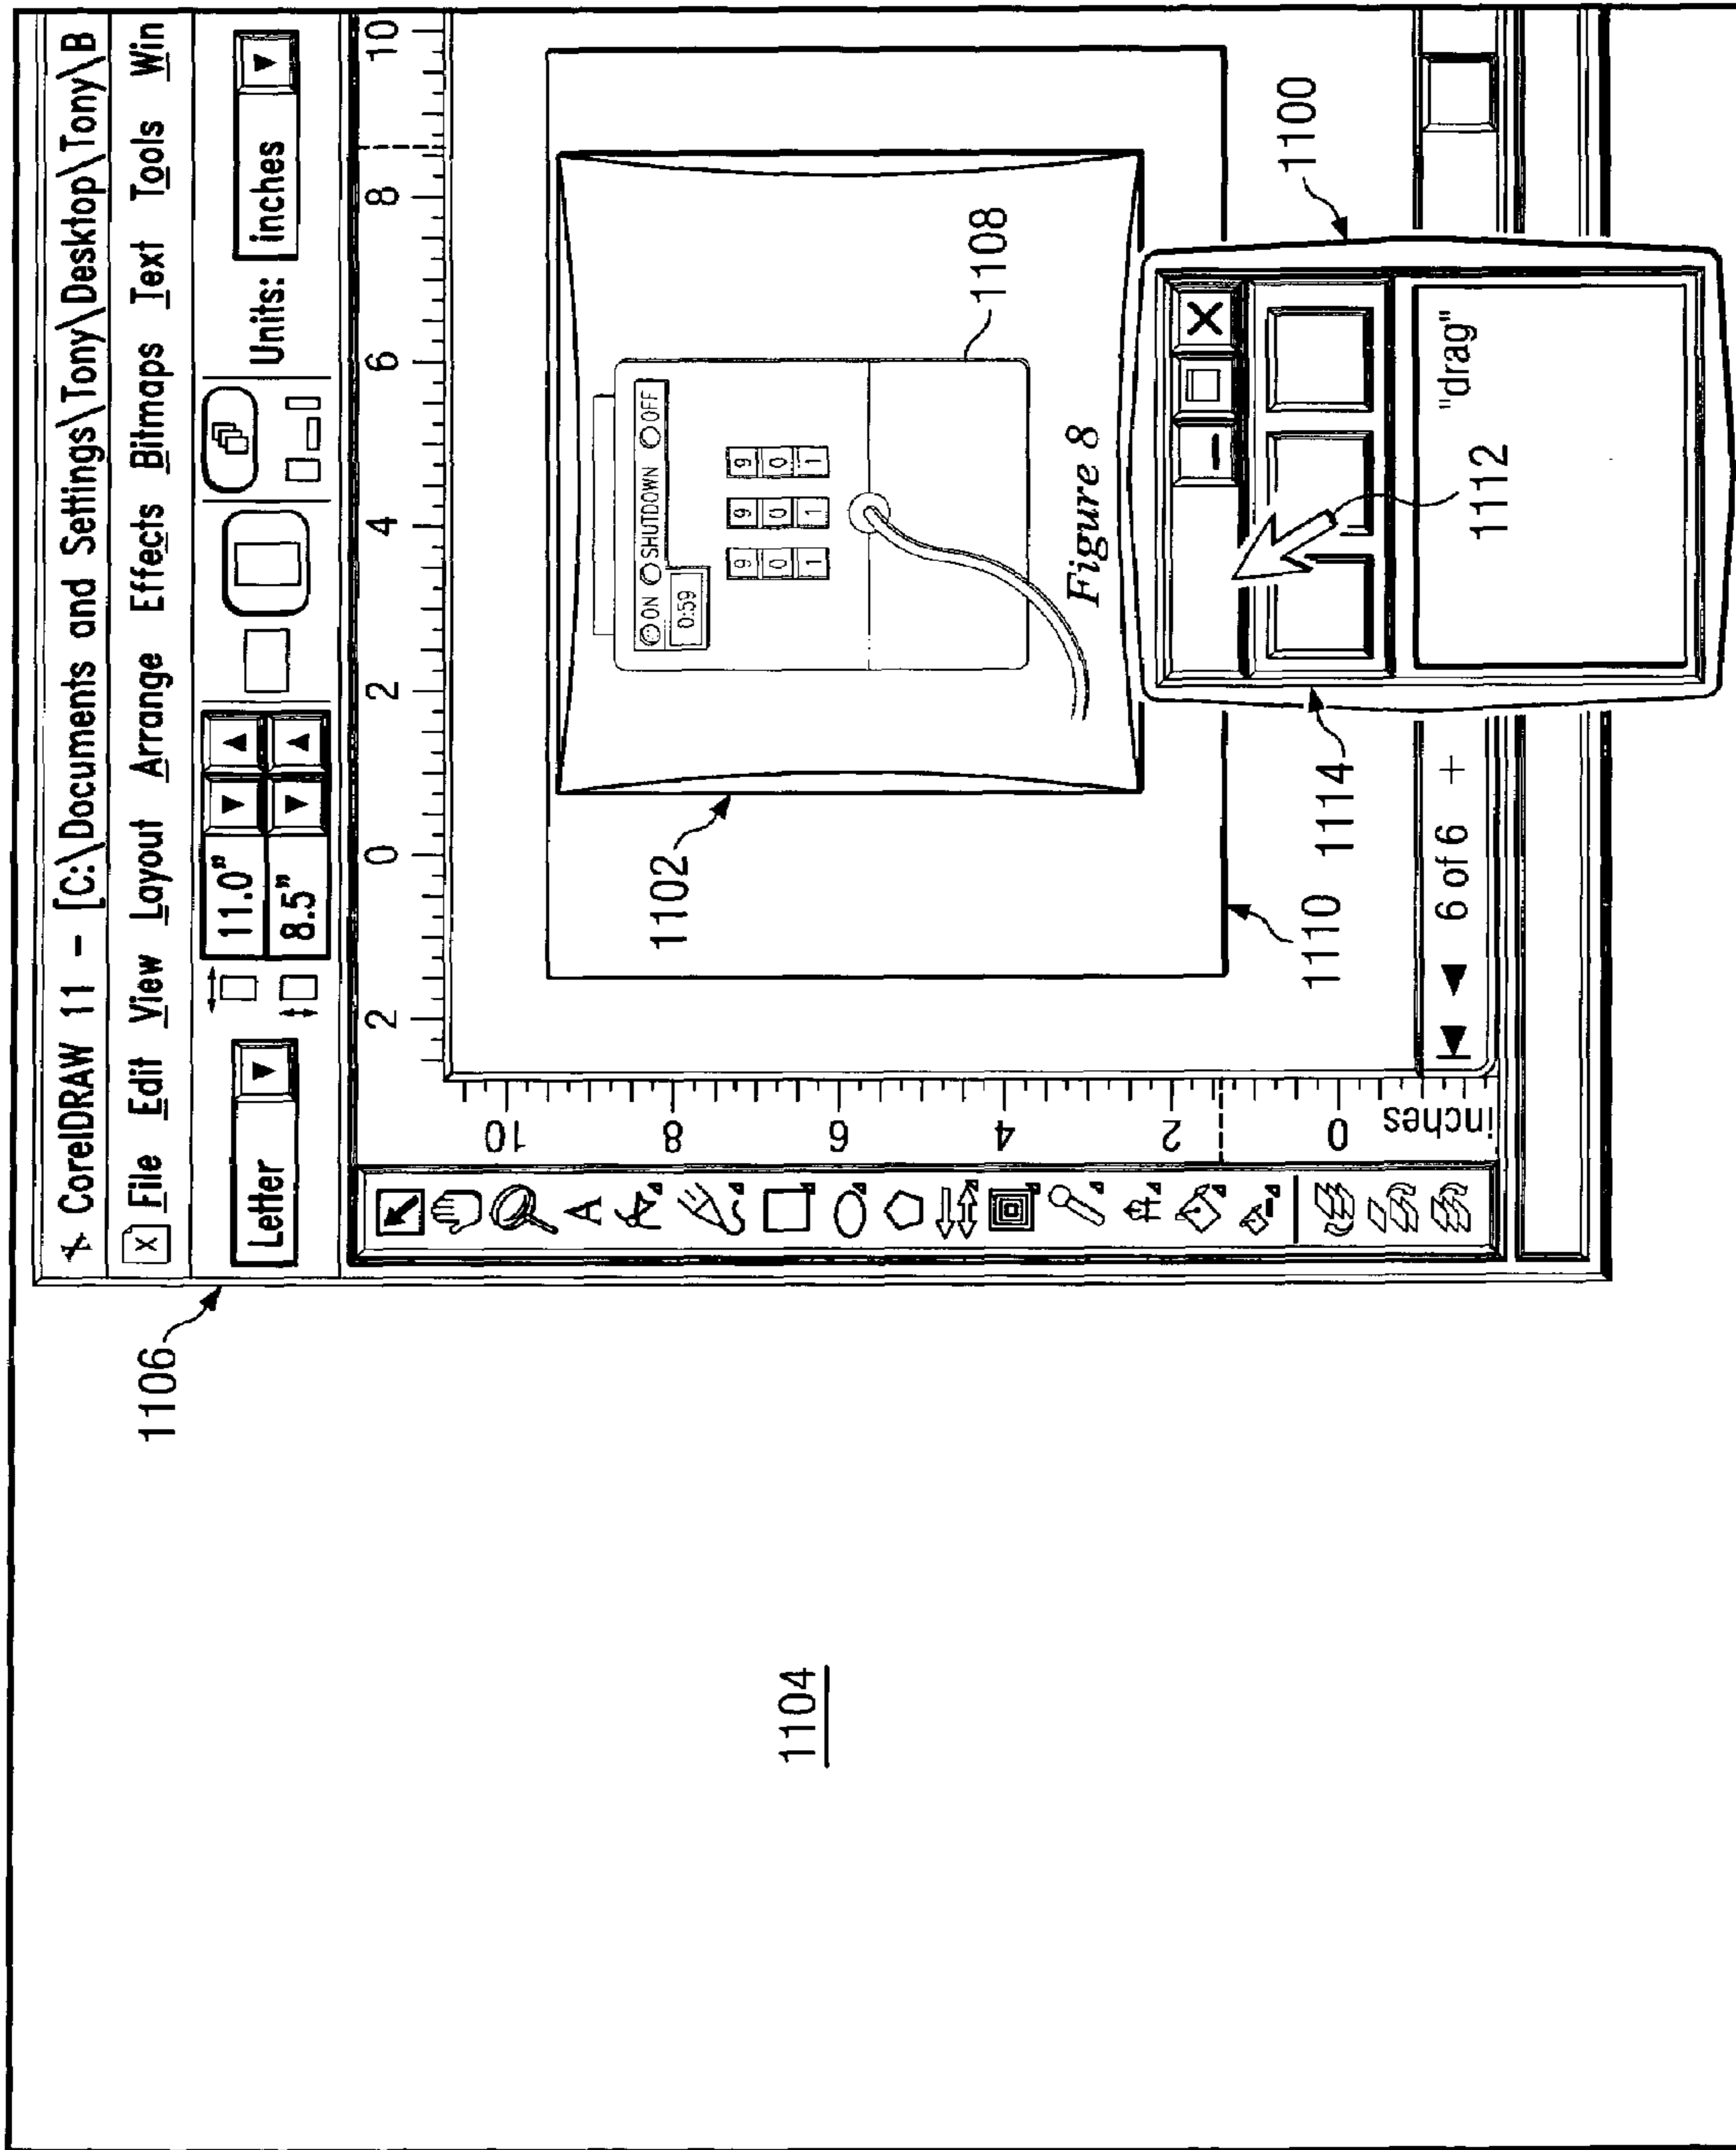 CorelDRAW 11 - [C:\Documents and Settings\Tony\Desktop\Tony\B
X File Edit View Layout Arrange Effects Bitmaps Text Tools Win
1106
Letter
11.0"
8.5"
Units: inches
2 0 2 4 6 8 10
10
8
6
4
2
0
inches
A
1102
ON SHUTDOWN OFF
0:59
9 9 9
0 0 0
1 1 1
1108
Figure 8
1104
1110
1114
1100
X
"drag"
1112
6 of 6 +